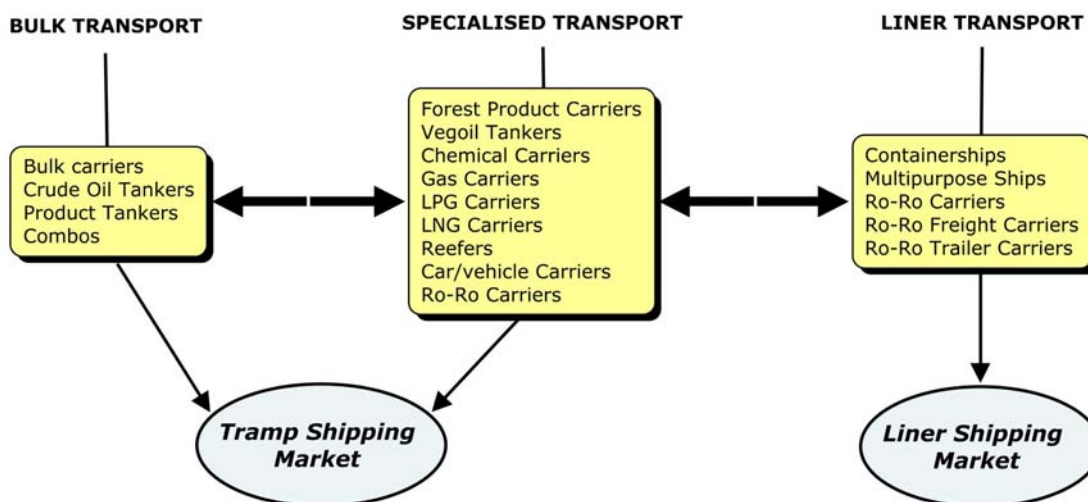 BULK TRANSPORT
SPECIALISED TRANSPORT
LINER TRANSPORT
Bulk carriers
Crude Oil Tankers
Product Tankers
Combos
Forest Product Carriers
Vegoil Tankers
Chemical Carriers
Gas Carriers
LPG Carriers
LNG Carriers
Reefers
Car/vehicle Carriers
Ro-Ro Carriers
Containerships
Multipurpose Ships
Ro-Ro Carriers
Ro-Ro Freight Carriers
Ro-Ro Trailer Carriers
Tramp Shipping
Market
Liner Shipping
Market